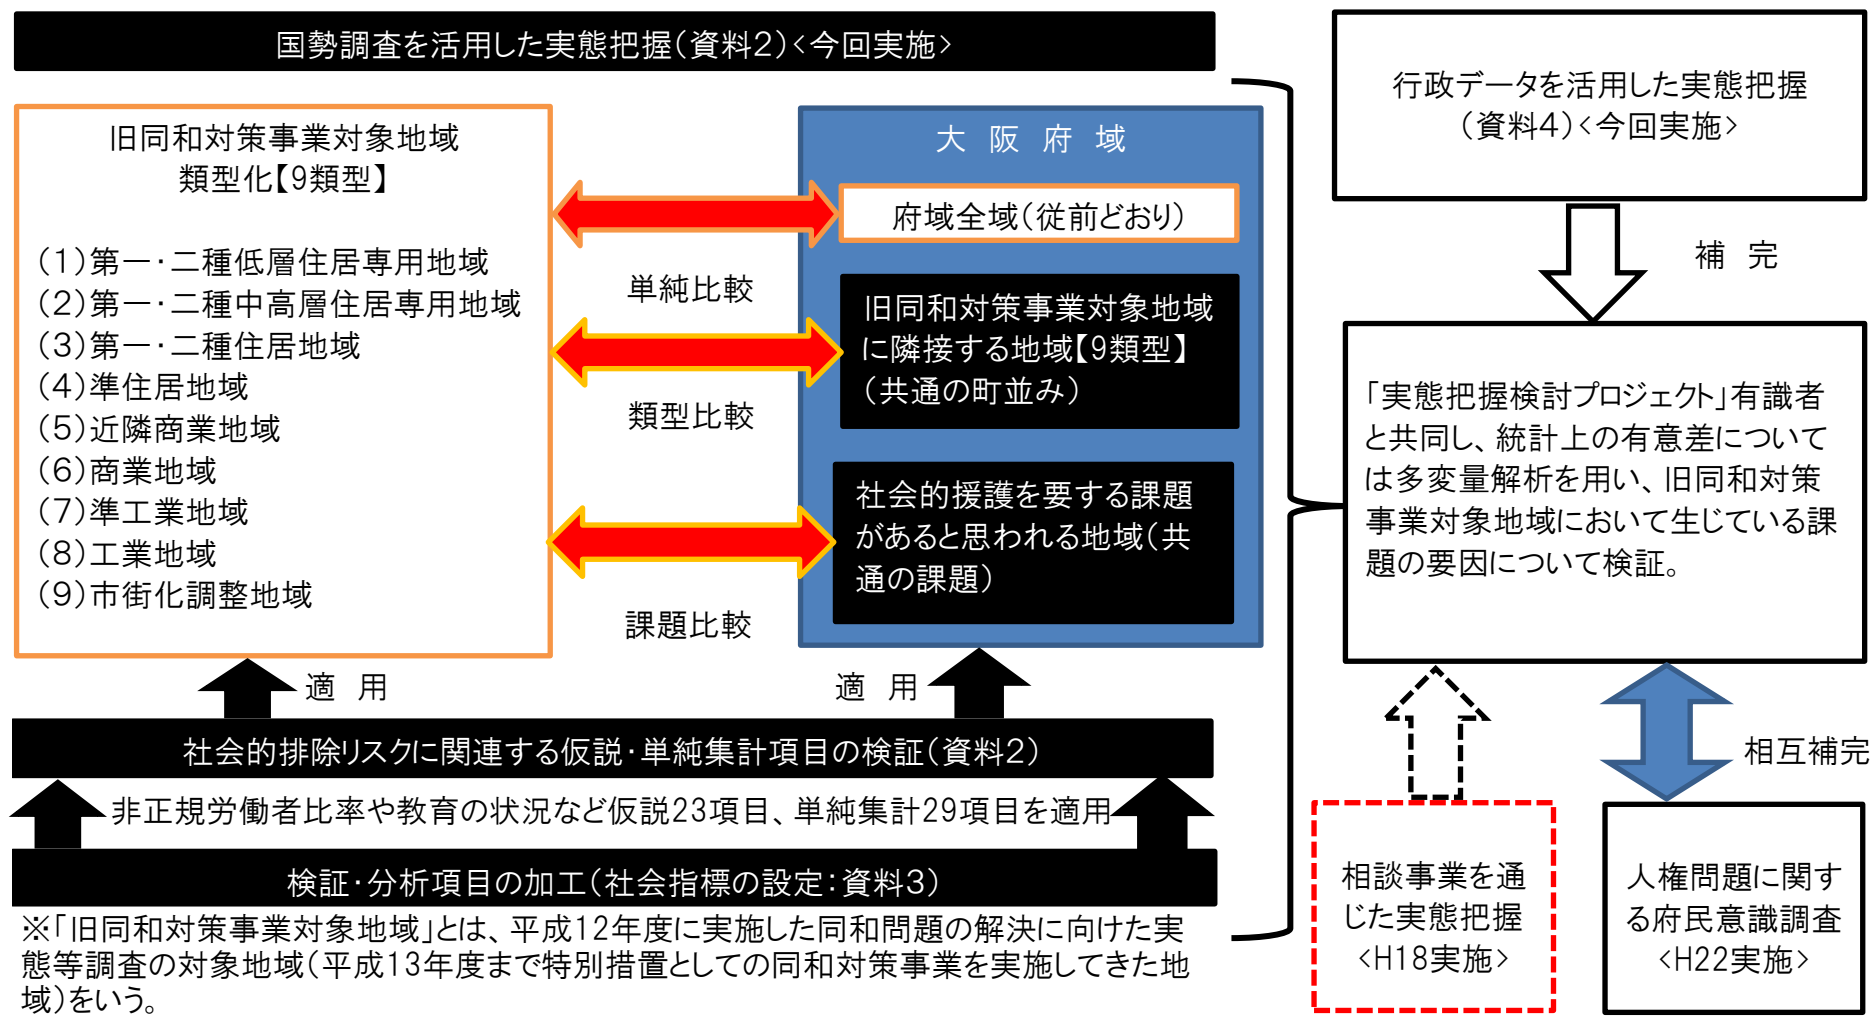 国勢調査を活用した実態把握(資料2)<今回実施>
旧同和対策事業対象地域
類型化【9類型】
(1)第一・二種低層住居専用地域
(2)第一・二種中高層住居専用地域
(3)第一・二種住居地域
(4)準住居地域
(5)近隣商業地域
(6)商業地域
(7)準工業地域
(8)工業地域
(9)市街化調整地域
単純比較
類型比較
課題比較
大 阪 府 域
府域全域(従前どおり)
旧同和対策事業対象地域
に隣接する地域【9類型】
(共通の町並み)
社会的援護を要する課題
があると思われる地域(共
通の課題)
適 用
適 用
社会的排除リスクに関連する仮説・単純集計項目の検証(資料2)
非正規労働者比率や教育の状況など仮説23項目、単純集計29項目を適用
検証・分析項目の加工(社会指標の設定:資料3)
※「旧同和対策事業対象地域」とは、平成12年度に実施した同和問題の解決に向けた実
態等調査の対象地域(平成13年度まで特別措置としての同和対策事業を実施してきた地
域)をいう。
行政データを活用した実態把握
(資料4)<今回実施>
補 完
「実態把握検討プロジェクト」有識者
と共同し、統計上の有意差について
は多変量解析を用い、旧同和対策
事業対象地域において生じている課
題の要因について検証。
相互補完
相談事業を通
じた実態把握
<H18実施>
人権問題に関す
る府民意識調査
<H22実施>